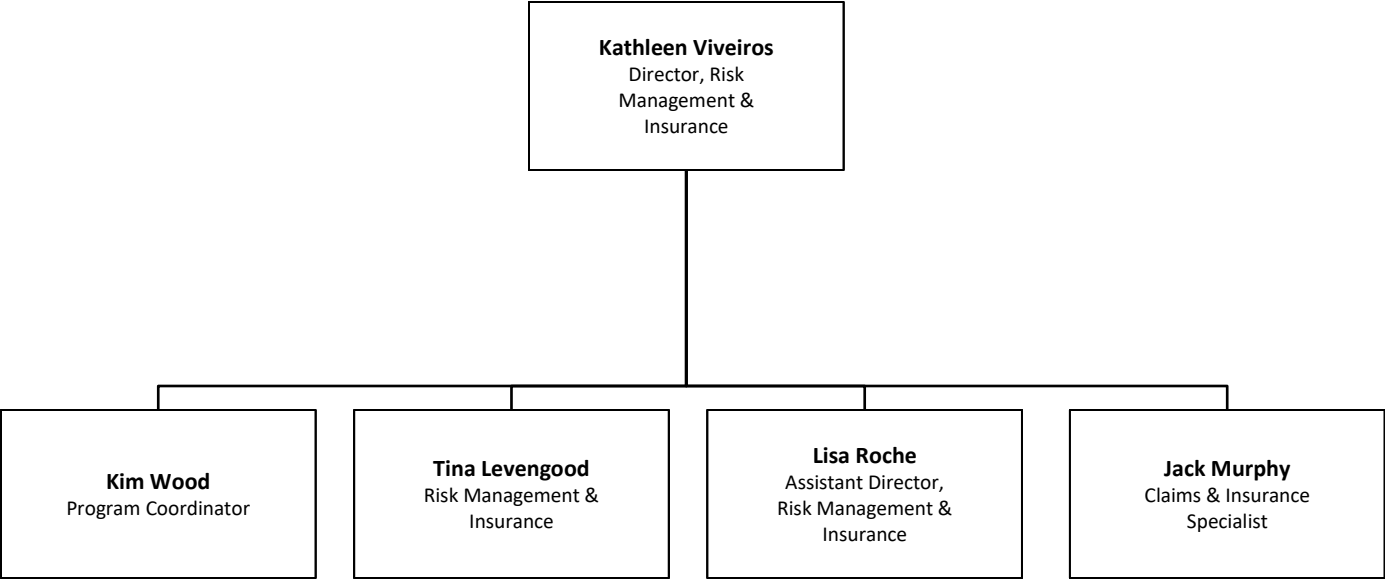 Kathleen Viveiros
Director, Risk
Management &
Insurance
Kim Wood
Program Coordinator
Tina Levengood
Risk Management &
Insurance
Lisa Roche
Assistant Director,
Risk Management &
Insurance
Jack Murphy
Claims & Insurance
Specialist